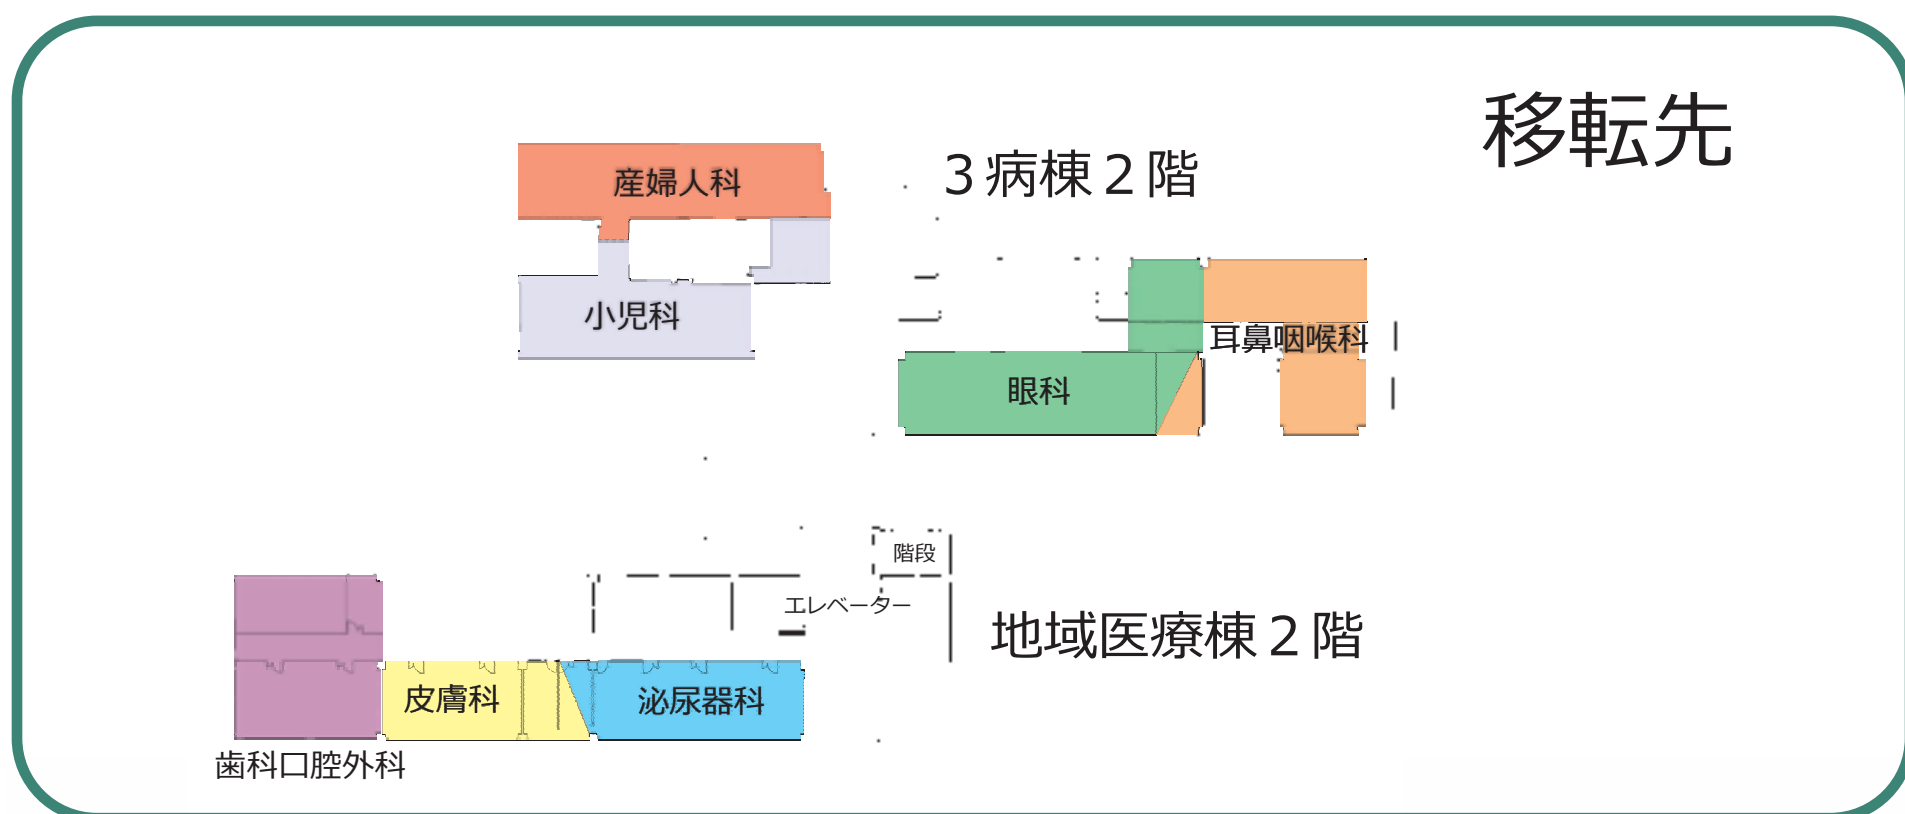 移転先
産婦人科
３病棟２階
小児科
耳鼻咽喉科
眼科
階段
エレベーター
地域医療棟２階
皮膚科
泌尿器科
歯科口腔外科